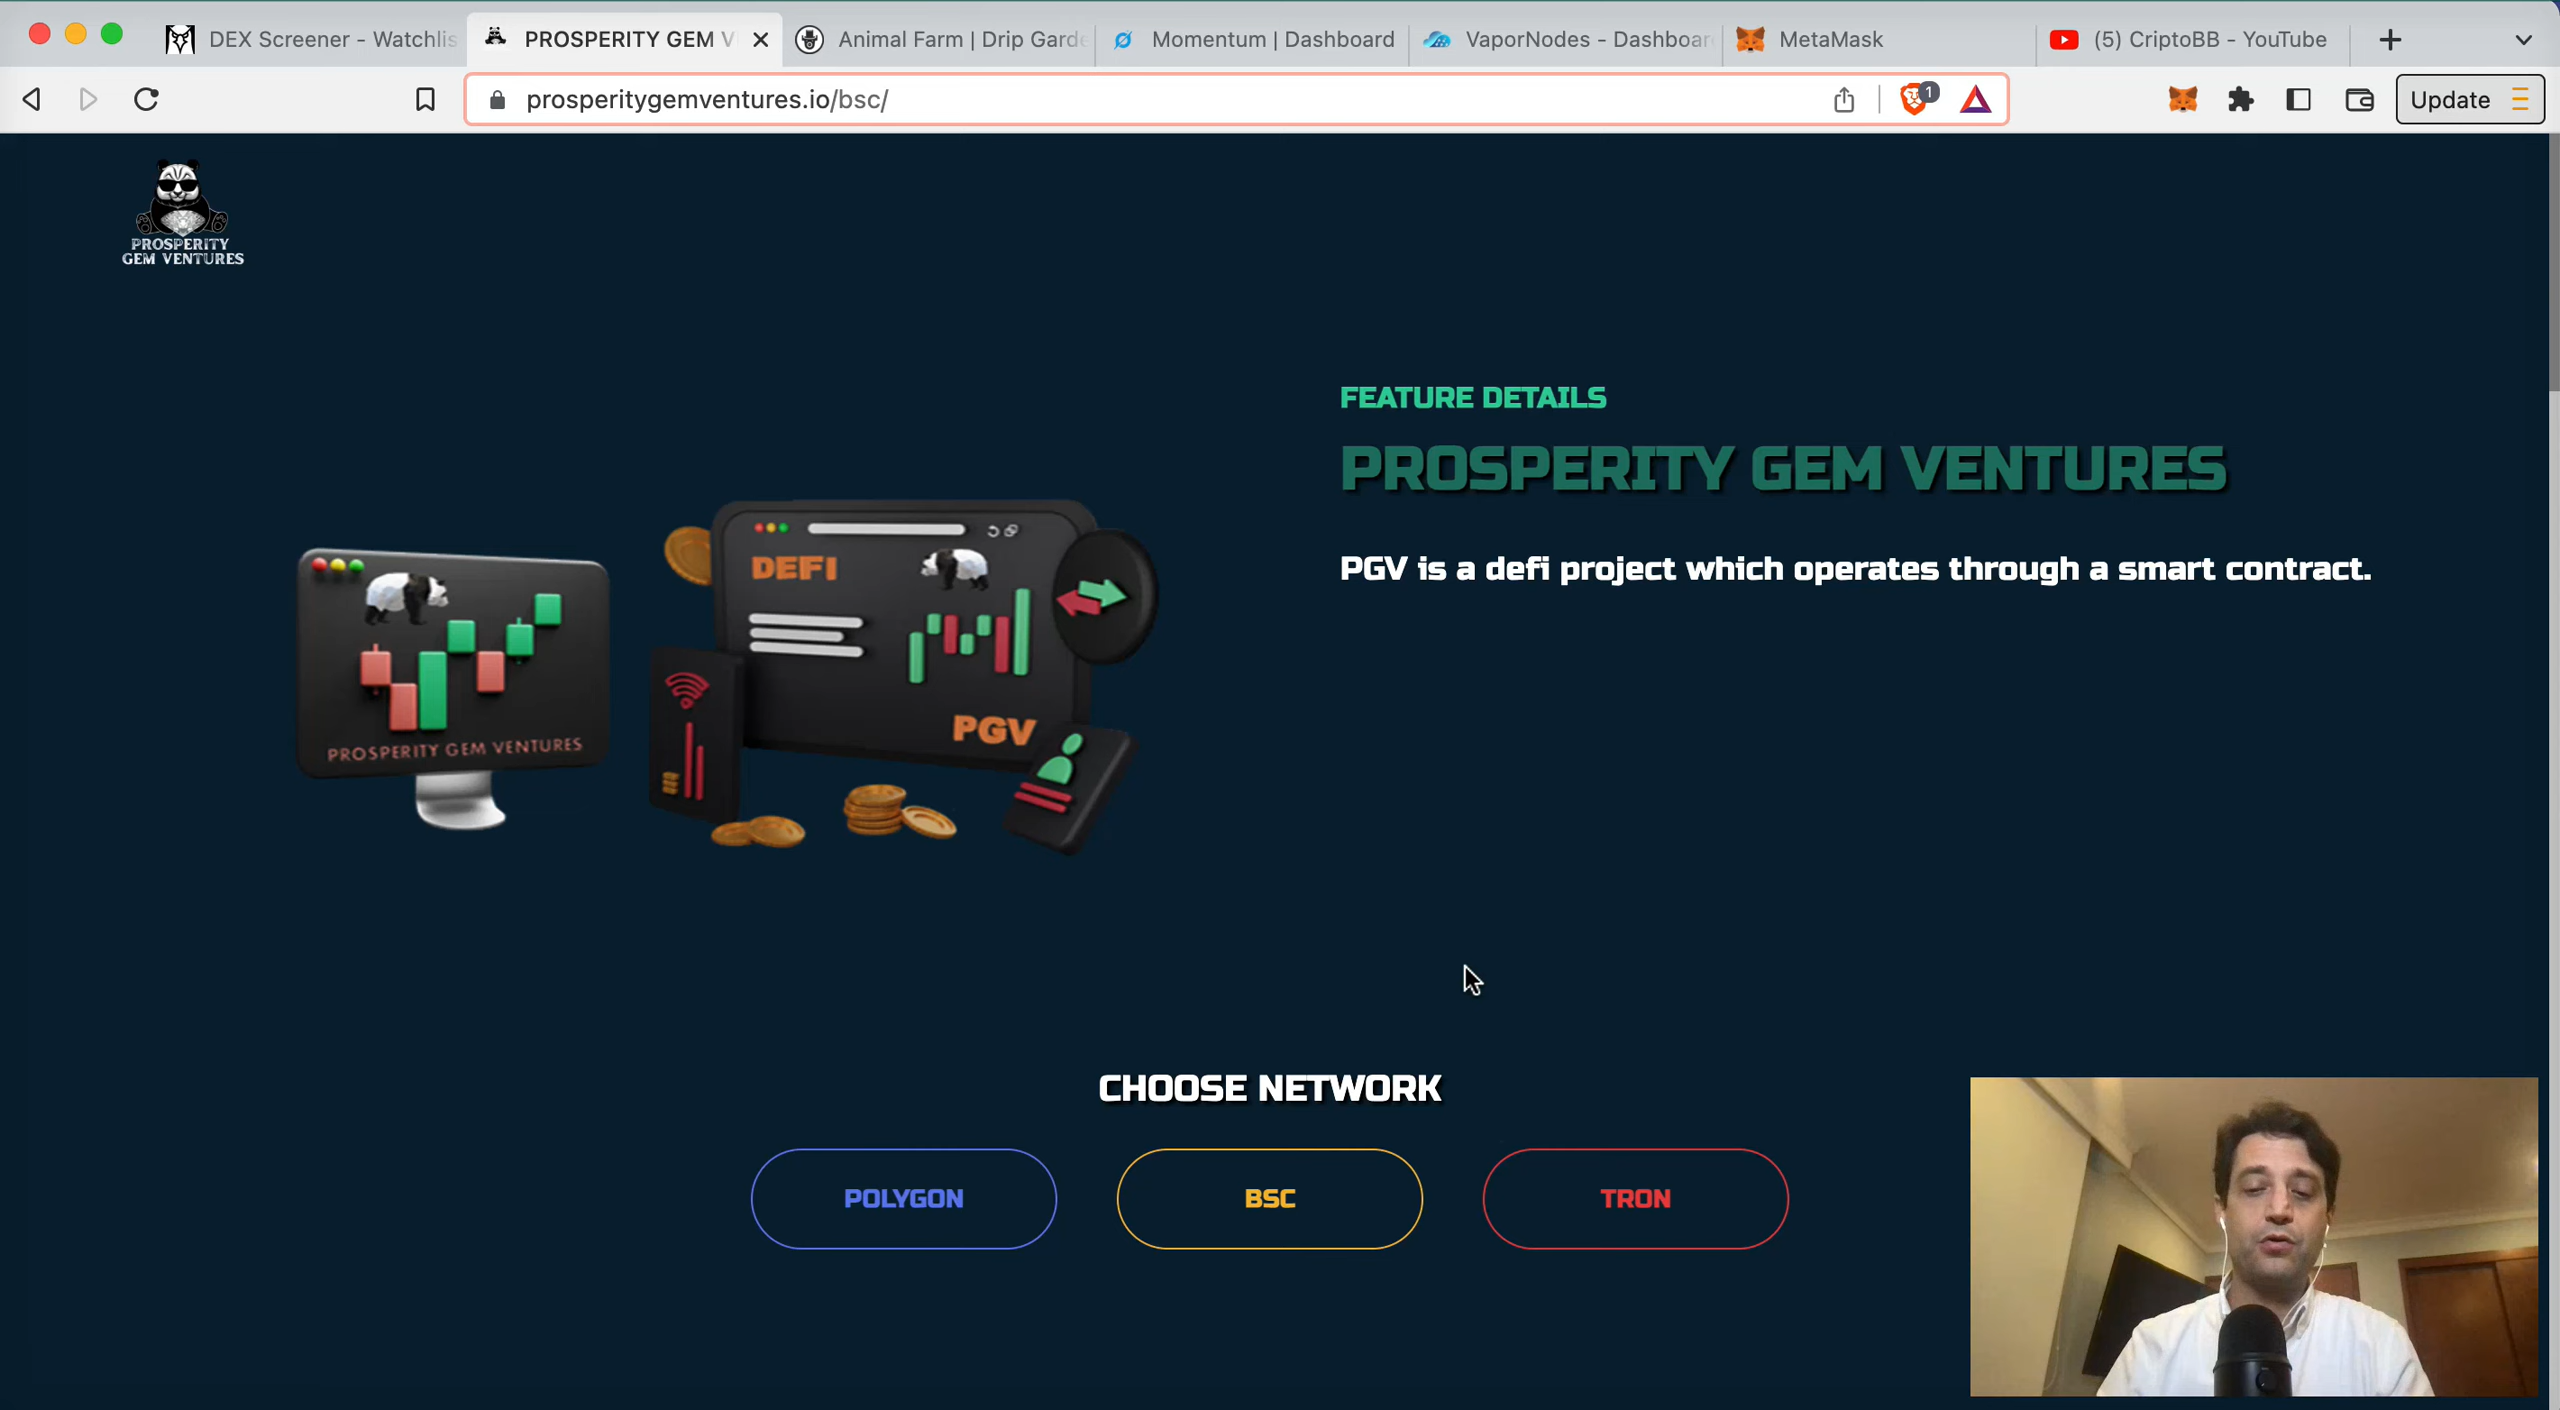 DEX Screener - Watchlis
PROSPERITY GEM V
Animal Farm | Drip Garde
Momentum | Dashboard
VaporNodes - Dashboar
MetaMask
(5) CriptoBB - YouTube
prosperitygemventures.io/bsc/
1
Update
PROSPERITY
GEM VENTURES
FEATURE DETAILS
PROSPERITY GEM VENTURES
PGV is a defi project which operates through a smart contract.
DEFI
PGV
PROSPERITY GEM VENTURES
CHOOSE NETWORK
POLYGON
BSC
TRON